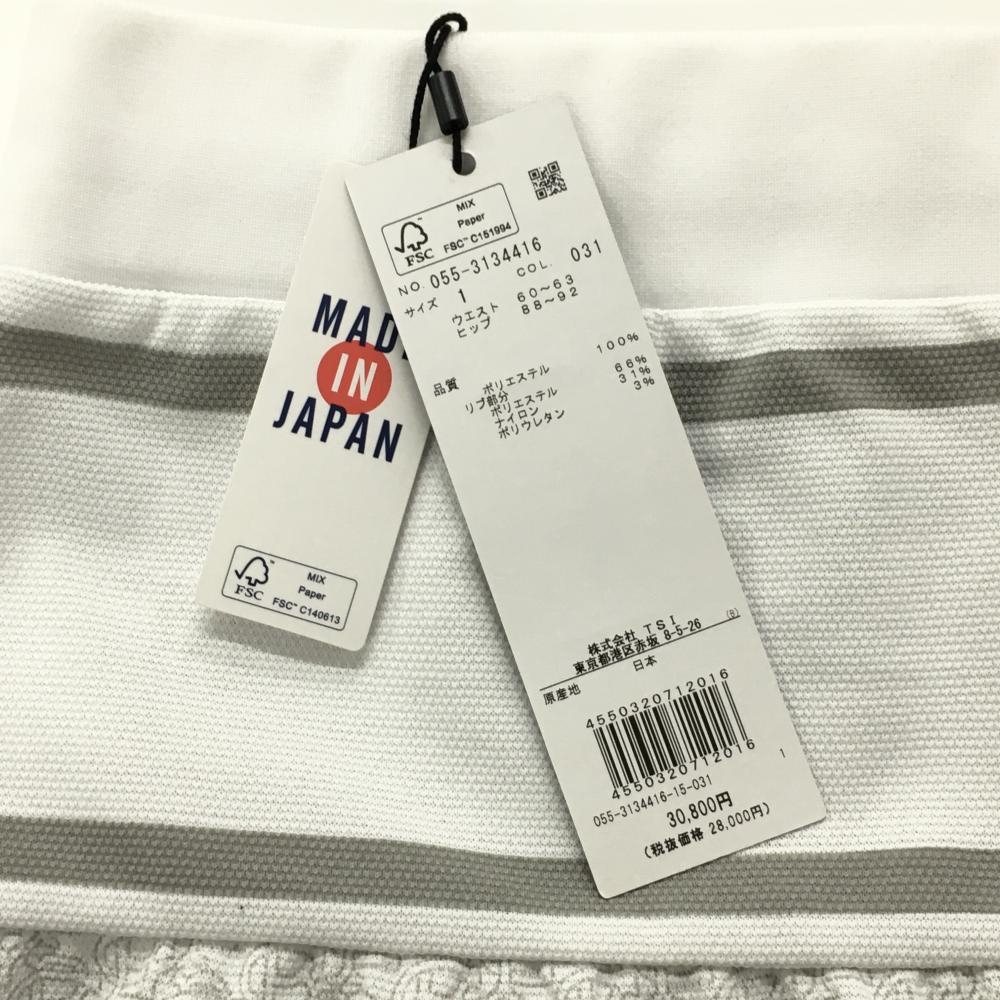 MIX
Paper
FSC™ C151994
FSC
NO. 055-3134416 COL. 031
サイズ 1 ウエスト 60～63
ヒップ 88～92
品質 ポリエステル 100%
リブ部分
ポリエステル 66%
ナイロン 31%
ポリウレタン 3%
(B)
株式会社 TSI
東京都港区赤坂 8-5-26
原産地 日本
4550320712016
4550320712016
055-3134416-15-031 1
30,800円
(税抜価格 28,000円)
MADE
IN
JAPAN
MIX
Paper
FSC™ C140613
FSC